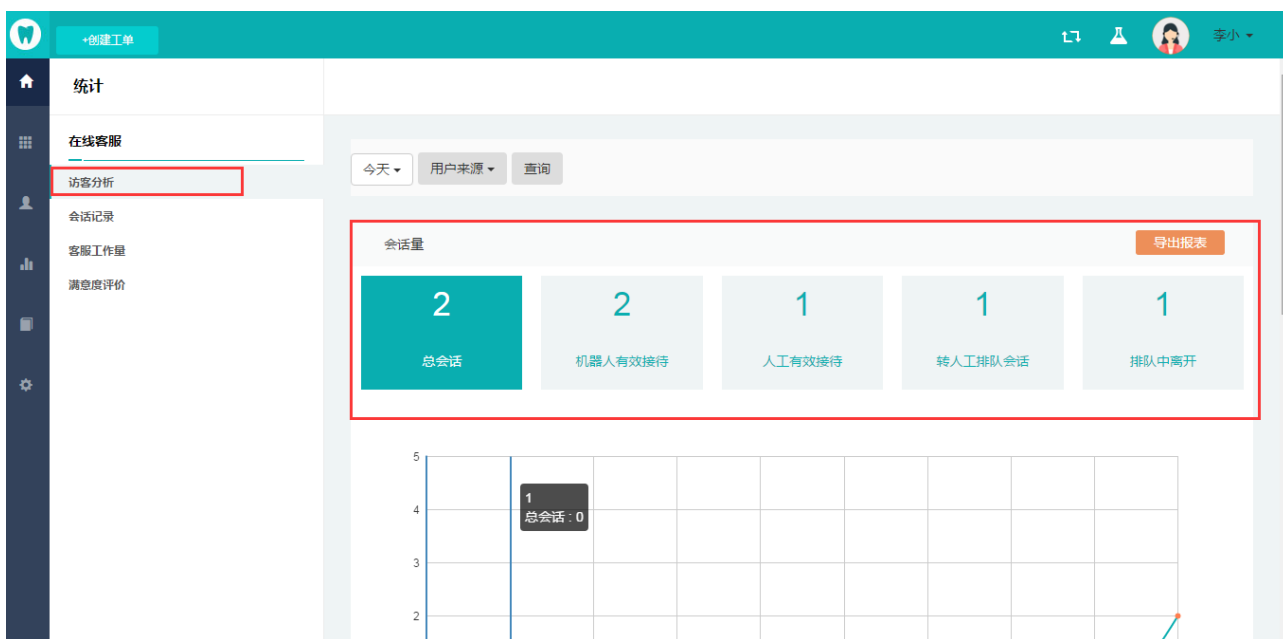 +创建工单
李小
统计
在线客服
访客分析
会话记录
客服工作量
满意度评价
今天
用户来源
查询
会话量
导出报表
2
总会话
2
机器人有效接待
1
人工有效接待
1
转人工排队会话
1
排队中离开
5
4
3
2
1
总会话 : 0